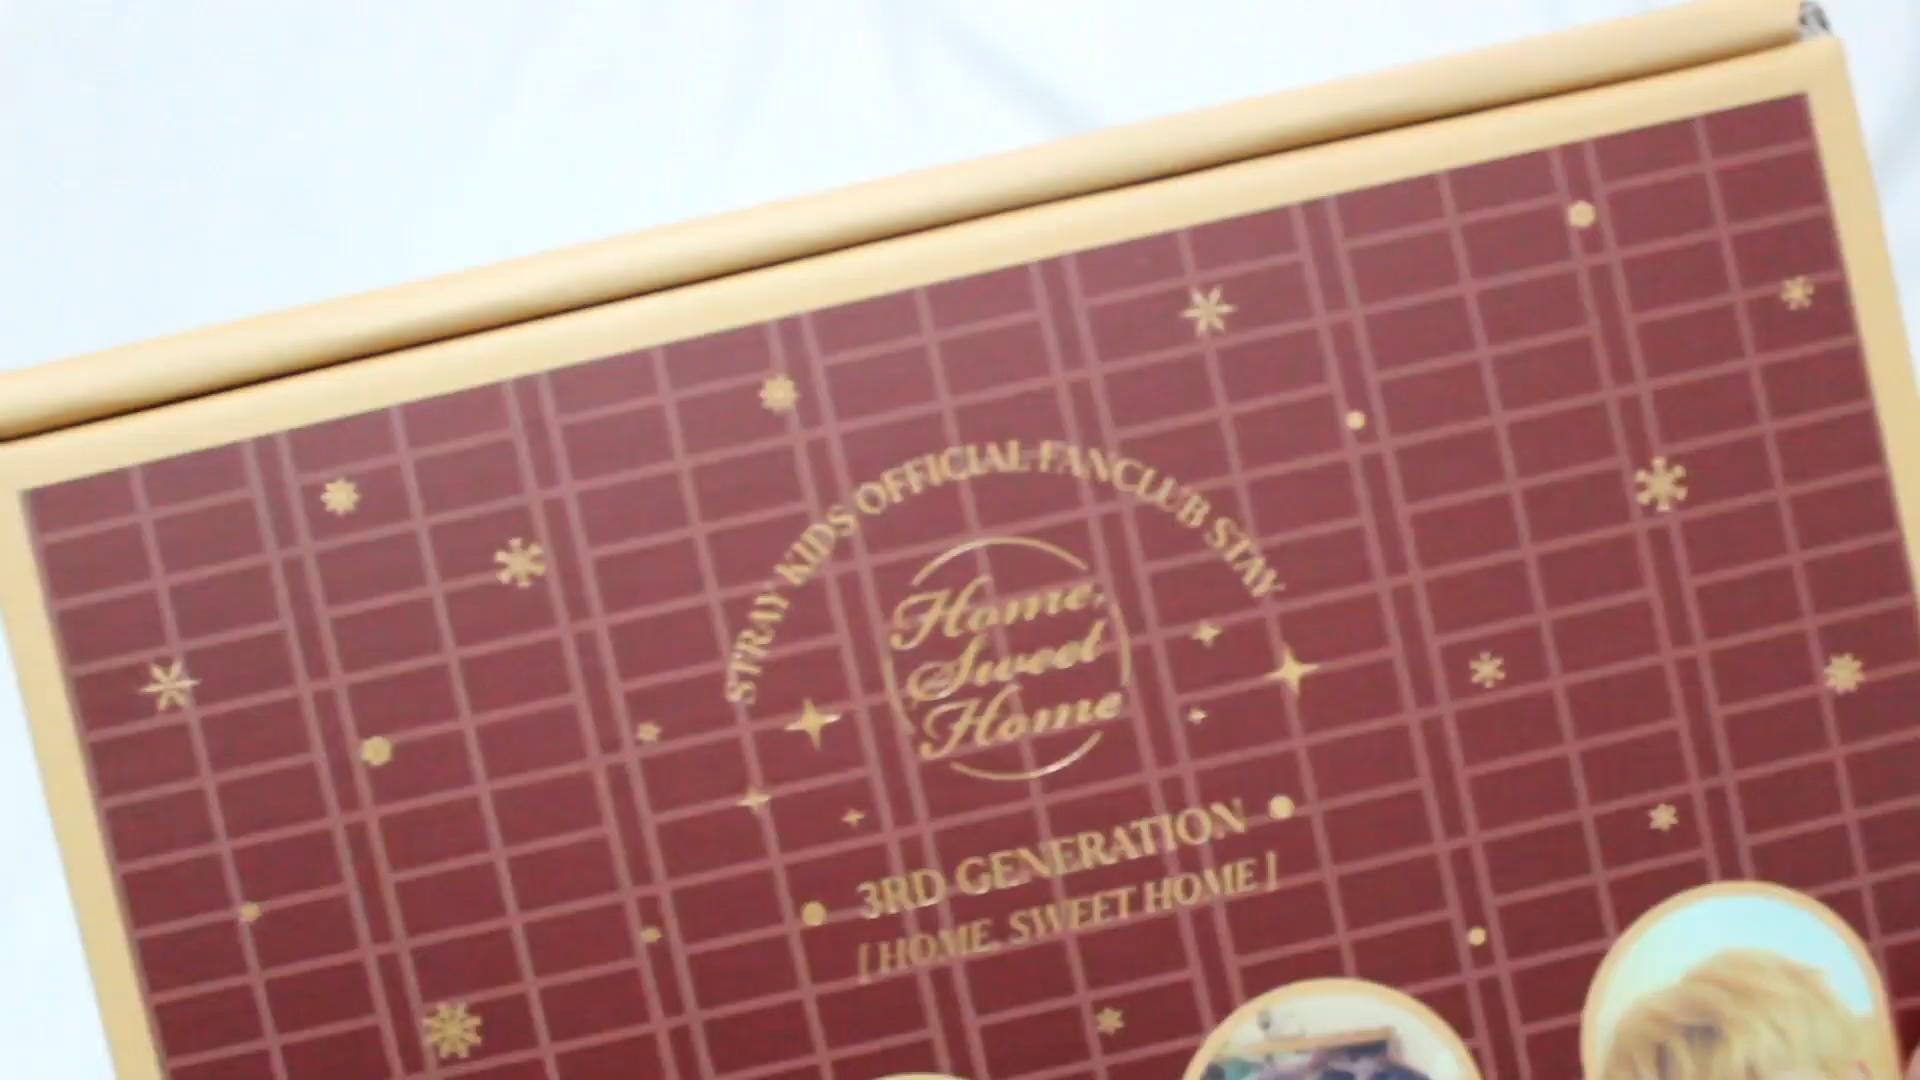 STRAY KIDS OFFICIAL FANCLUB STAY
Home,
Sweet
Home
3RD GENERATION
[ HOME, SWEET HOME ]